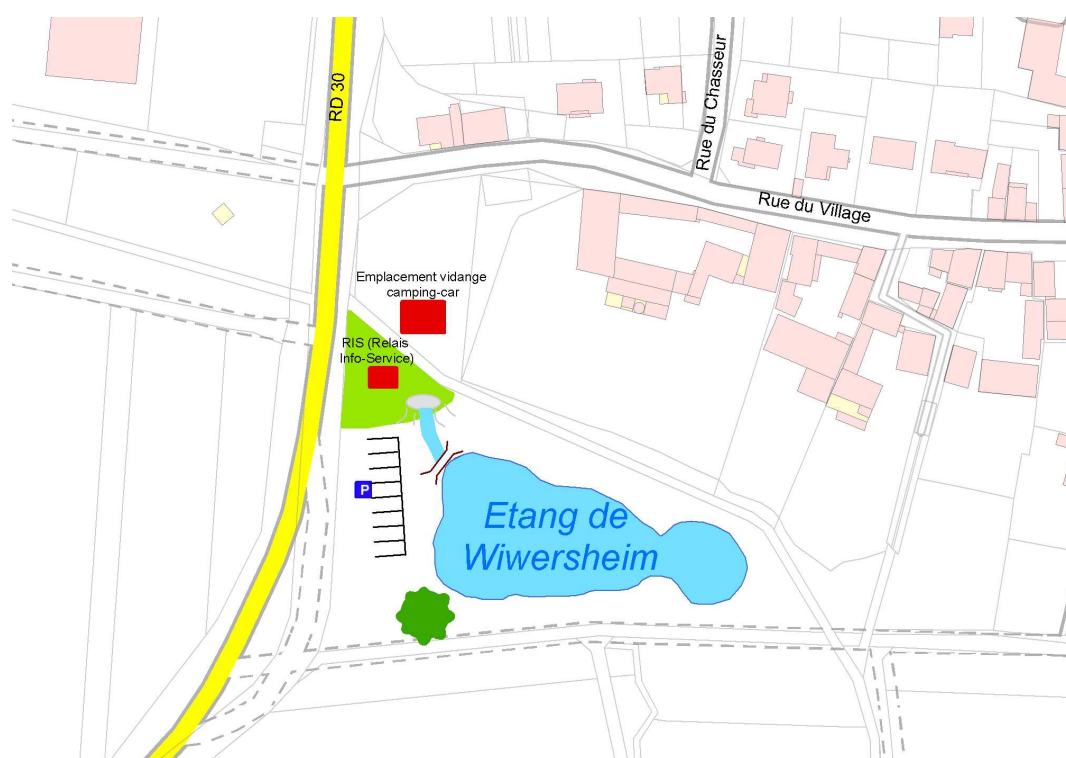 RD 30
Rue du Chasseur
Rue du Village
Emplacement vidange
camping-car
RIS (Relais
Info-Service)
P
Etang de
Wiwersheim